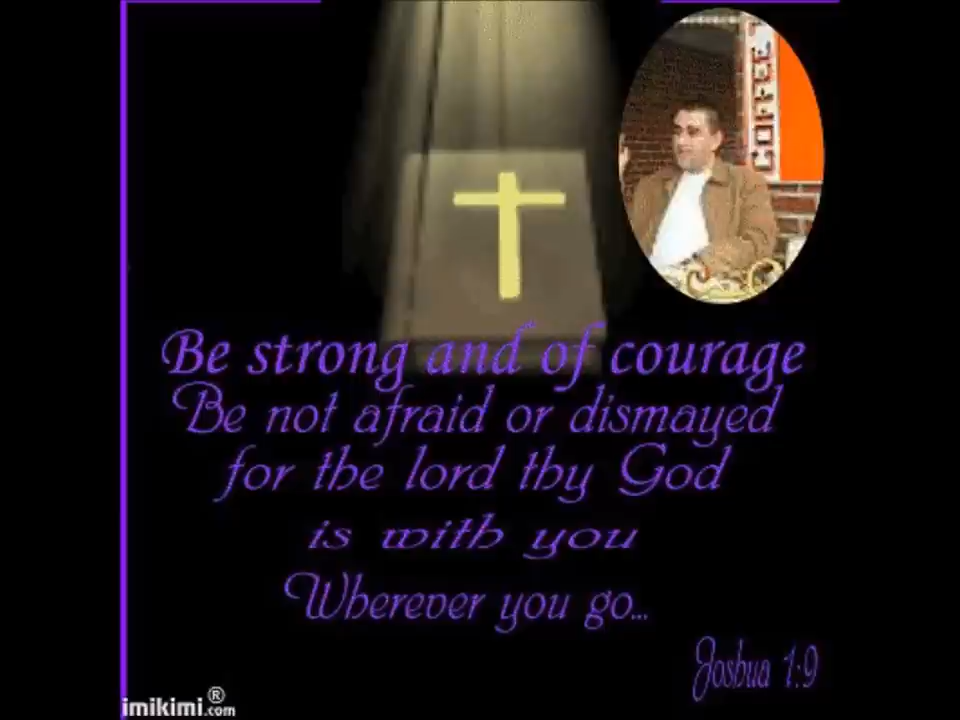 COFFEE
Be strong and of courage
Be not afraid or dismayed
for the lord thy God
is with you
Wherever you go...
Joshua 1:9
imikimi.com®